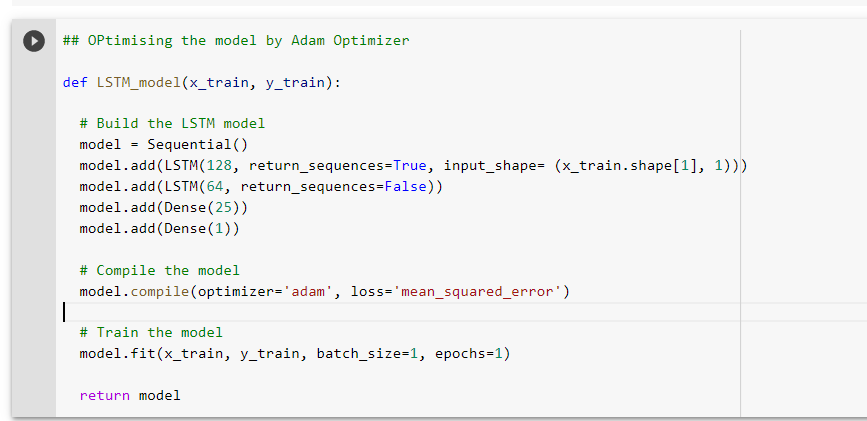 ## OPtimising the model by Adam Optimizer
def LSTM_model(x_train, y_train):
# Build the LSTM model
model = Sequential()
model.add(LSTM(128, return_sequences=True, input_shape= (x_train.shape[1], 1)))
model.add(LSTM(64, return_sequences=False))
model.add(Dense(25))
model.add(Dense(1))
# Compile the model
model.compile(optimizer='adam', loss='mean_squared_error')
# Train the model
model.fit(x_train, y_train, batch_size=1, epochs=1)
return model